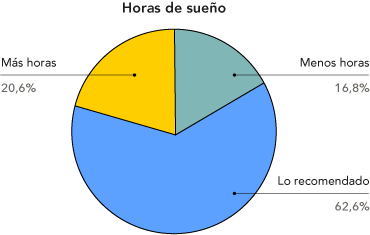 Horas de sueño
Más horas
20,6%
Menos horas
16,8%
Lo recomendado
62,6%